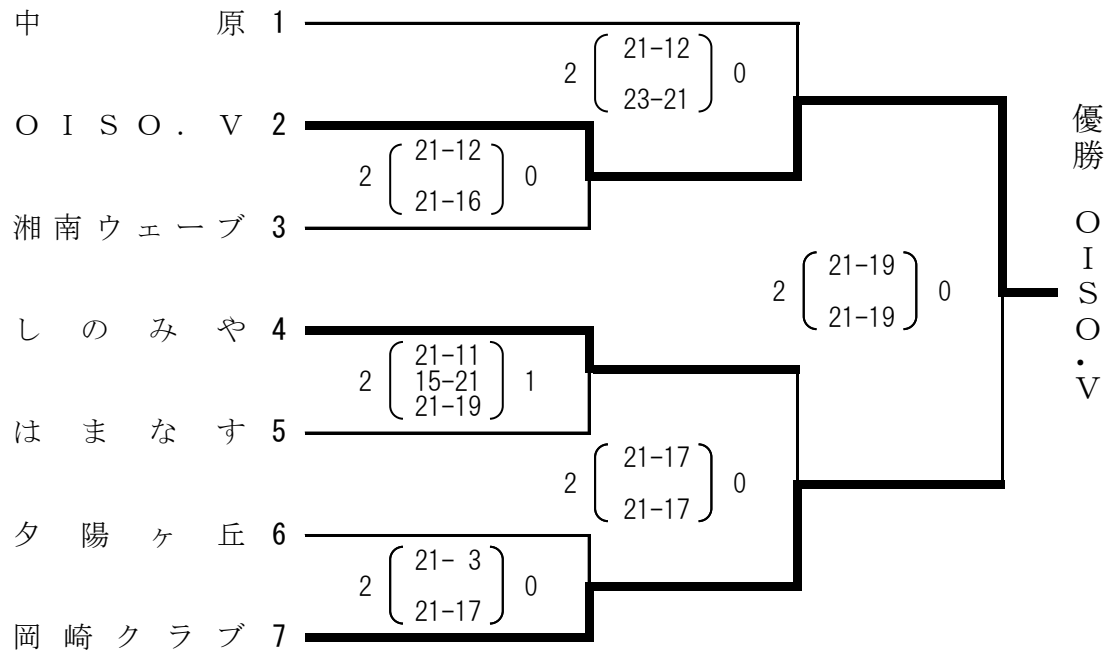 中原 1
2 21-12 0
23-21
ＯＩＳＯ．Ｖ 2
2 21-12 0
21-16
湘南ウェーブ 3
2 21-19 0
21-19
しのみや 4
2 21-11 1
15-21
21-19
はまなす 5
2 21-17 0
21-17
夕陽ヶ丘 6
2 21- 3 0
21-17
岡崎クラブ 7
優勝 ＯＩＳＯ．Ｖ